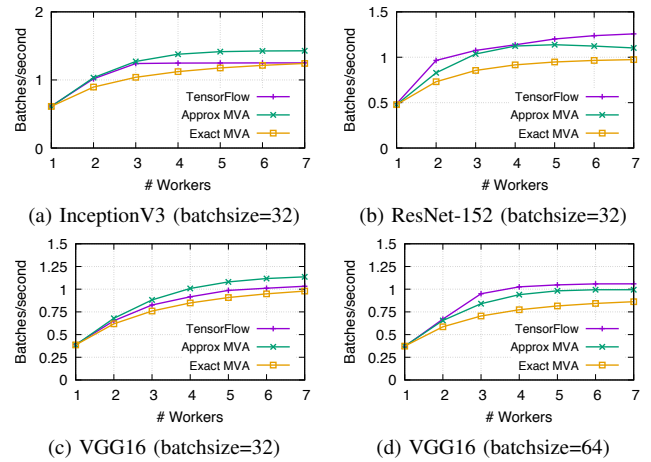 2
1
0
Batches/second
TensorFlow
Approx MVA
Exact MVA
1 2 3 4 5 6 7
# Workers
(a) InceptionV3 (batchsize=32)
1.5
1
0.5
0
Batches/second
TensorFlow
Approx MVA
Exact MVA
1 2 3 4 5 6 7
# Workers
(b) ResNet-152 (batchsize=32)
1.5
1.25
1
0.75
0.5
0.25
0
Batches/second
TensorFlow
Approx MVA
Exact MVA
1 2 3 4 5 6 7
# Workers
(c) VGG16 (batchsize=32)
1.5
1.25
1
0.75
0.5
0.25
0
Batches/second
TensorFlow
Approx MVA
Exact MVA
1 2 3 4 5 6 7
# Workers
(d) VGG16 (batchsize=64)